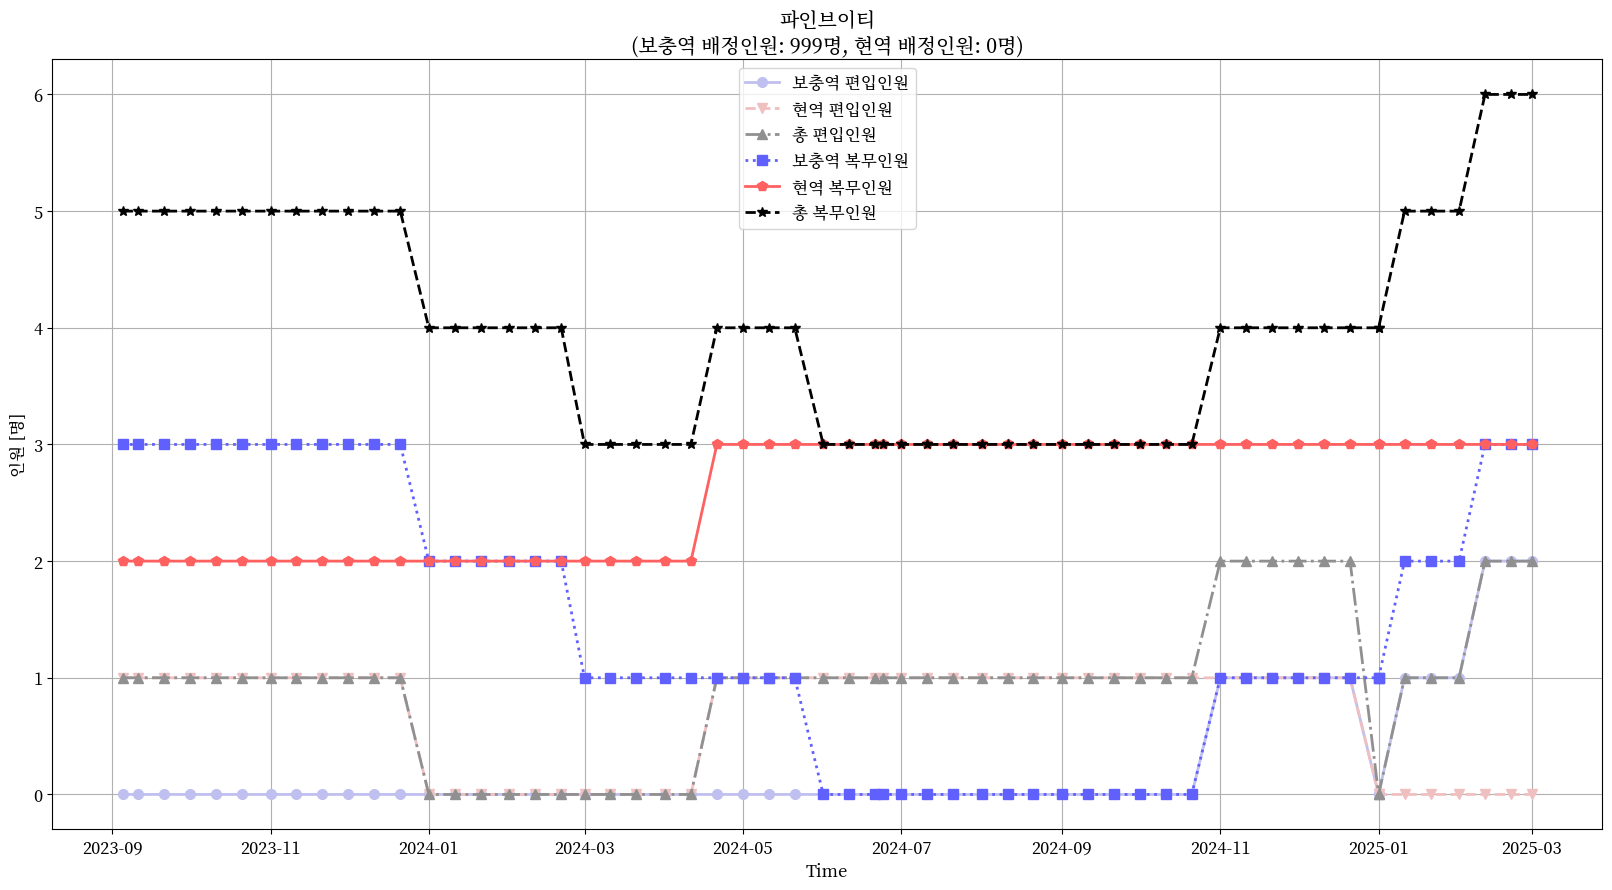 파인브이티
(보충역 배정인원: 999명, 현역 배정인원: 0명)
보충역 편입인원
현역 편입인원
총 편입인원
보충역 복무인원
현역 복무인원
총 복무인원
인원 [명]
6
5
4
3
2
1
0
2023-09
2023-11
2024-01
2024-03
2024-05
2024-07
2024-09
2024-11
2025-01
2025-03
Time